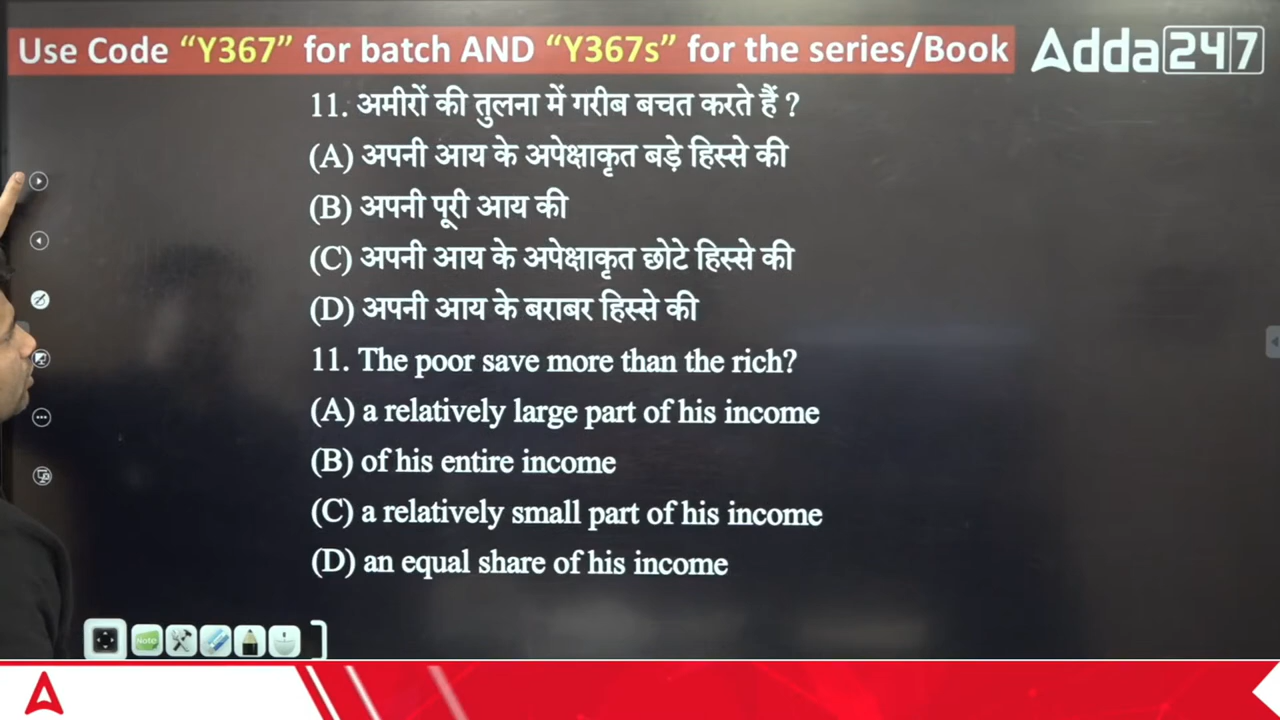 Use Code “Y367” for batch AND “Y367s” for the series/Book
Adda247
11. अमीरों की तुलना में गरीब बचत करते हैं ?
(A) अपनी आय के अपेक्षाकृत बड़े हिस्से की
(B) अपनी पूरी आय की
(C) अपनी आय के अपेक्षाकृत छोटे हिस्से की
(D) अपनी आय के बराबर हिस्से की
11. The poor save more than the rich?
(A) a relatively large part of his income
(B) of his entire income
(C) a relatively small part of his income
(D) an equal share of his income
Note